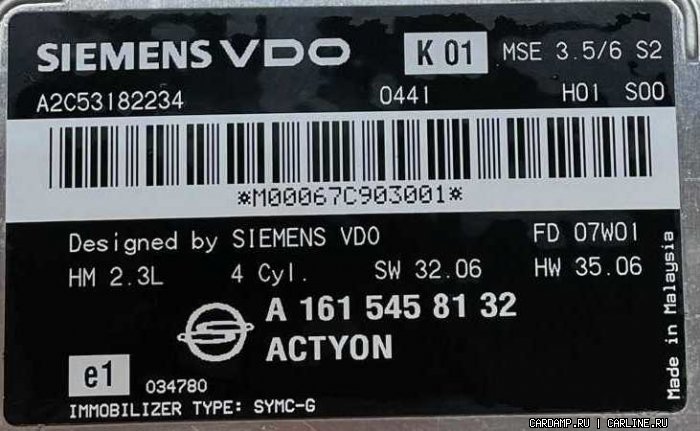 SIEMENS VDO K 01 MSE 3.5/6 S2
A2C53182234 0441 H01 S00
*M00067C903001*
Designed by SIEMENS VDO FD 07W01
HM 2.3L 4 Cyl. SW 32.06 HW 35.06
A 161 545 81 32
ACTYON
e1 034780
IMMOBILIZER TYPE: SYMC-G
Made in Malaysia
CARDAMP.RU | CARLINE.RU